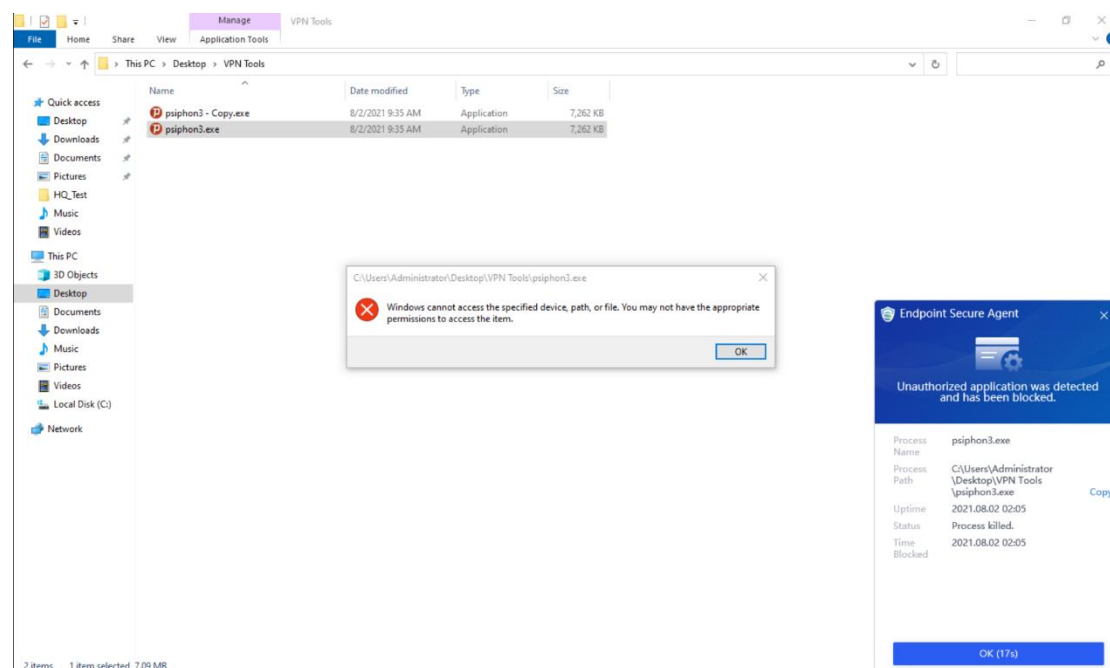 Manage
VPN Tools
File
Home
Share
View
Application Tools
This PC > Desktop > VPN Tools
Name
Date modified
Type
Size
psiphon3 - Copy.exe
8/2/2021 9:35 AM
Application
7,262 KB
psiphon3.exe
8/2/2021 9:35 AM
Application
7,262 KB
Quick access
Desktop
Downloads
Documents
Pictures
HQ_Test
Music
Videos
This PC
3D Objects
Desktop
Documents
Downloads
Music
Pictures
Videos
Local Disk (C:)
Network
C:\Users\Administrator\Desktop\VPN Tools\psiphon3.exe
Windows cannot access the specified device, path, or file. You may not have the appropriate
permissions to access the item.
OK
Endpoint Secure Agent
Unauthorized application was detected
and has been blocked.
Process
Name
psiphon3.exe
Process
Path
C:\Users\Administrator
\Desktop\VPN Tools
\psiphon3.exe
Copy
Uptime
2021.08.02 02:05
Status
Process killed.
Time
Blocked
2021.08.02 02:05
OK (17s)
2 items
1 item selected 7.09 MB